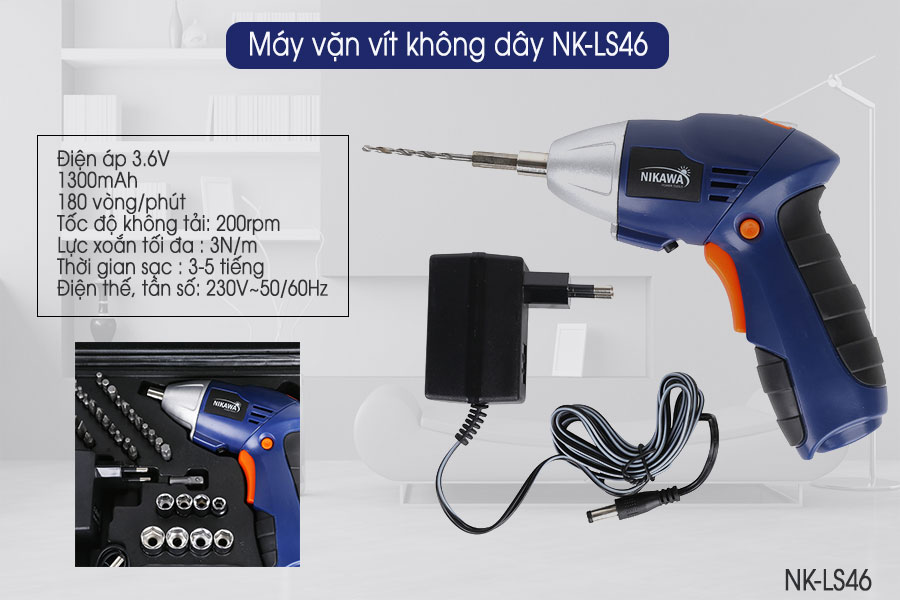 Máy vặn vít không dây NK-LS46
Điện áp 3.6V
1300mAh
180 vòng/phút
Tốc độ không tải: 200rpm
Lực xoắn tối đa : 3N/m
Thời gian sạc : 3-5 tiếng
Điện thế, tần số: 230V~50/60Hz
NIKAWA
POWER TOOLS
NIKAWA
NK-LS46